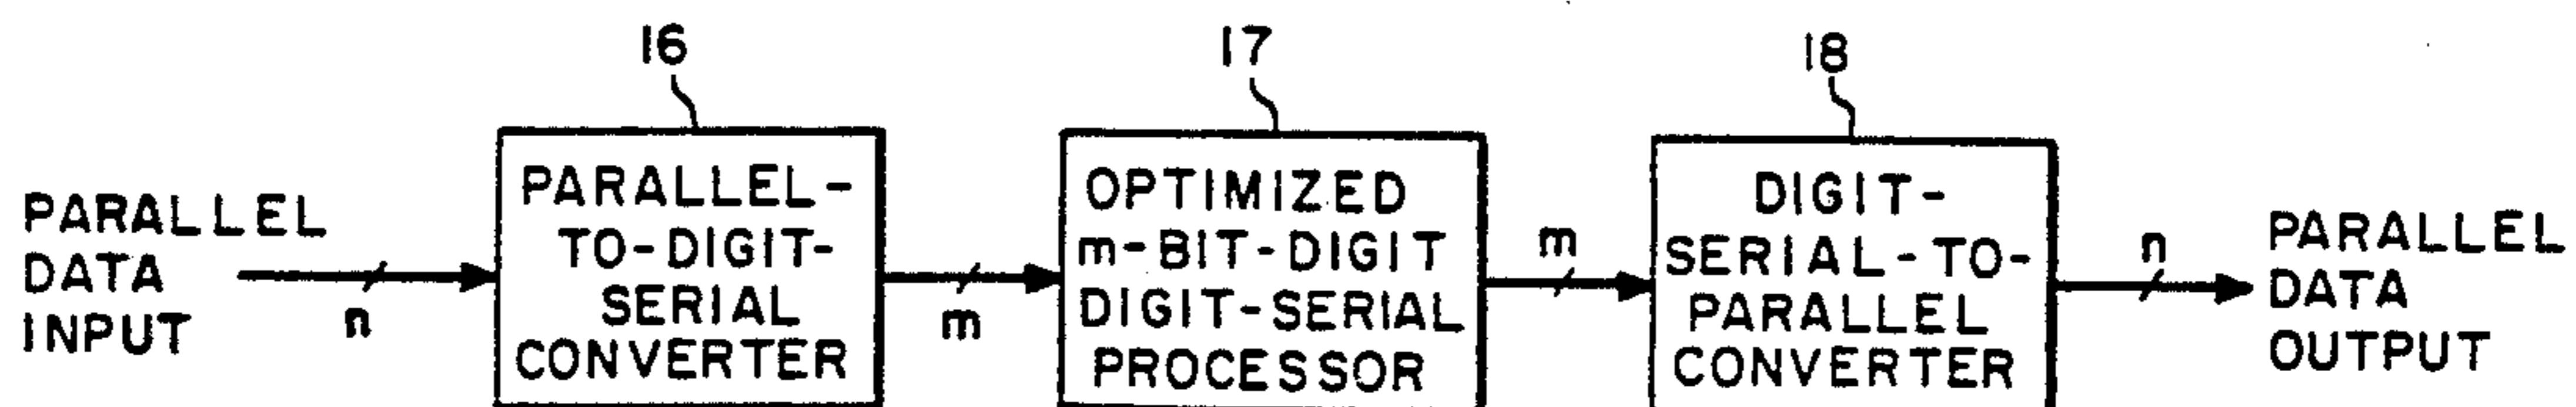 16
17
18
PARALLEL
DATA
INPUT
n
PARALLEL-
TO-DIGIT-
SERIAL
CONVERTER
m
OPTIMIZED
m-BIT-DIGIT
DIGIT-SERIAL
PROCESSOR
m
DIGIT-
SERIAL-TO-
PARALLEL
CONVERTER
n
PARALLEL
DATA
OUTPUT